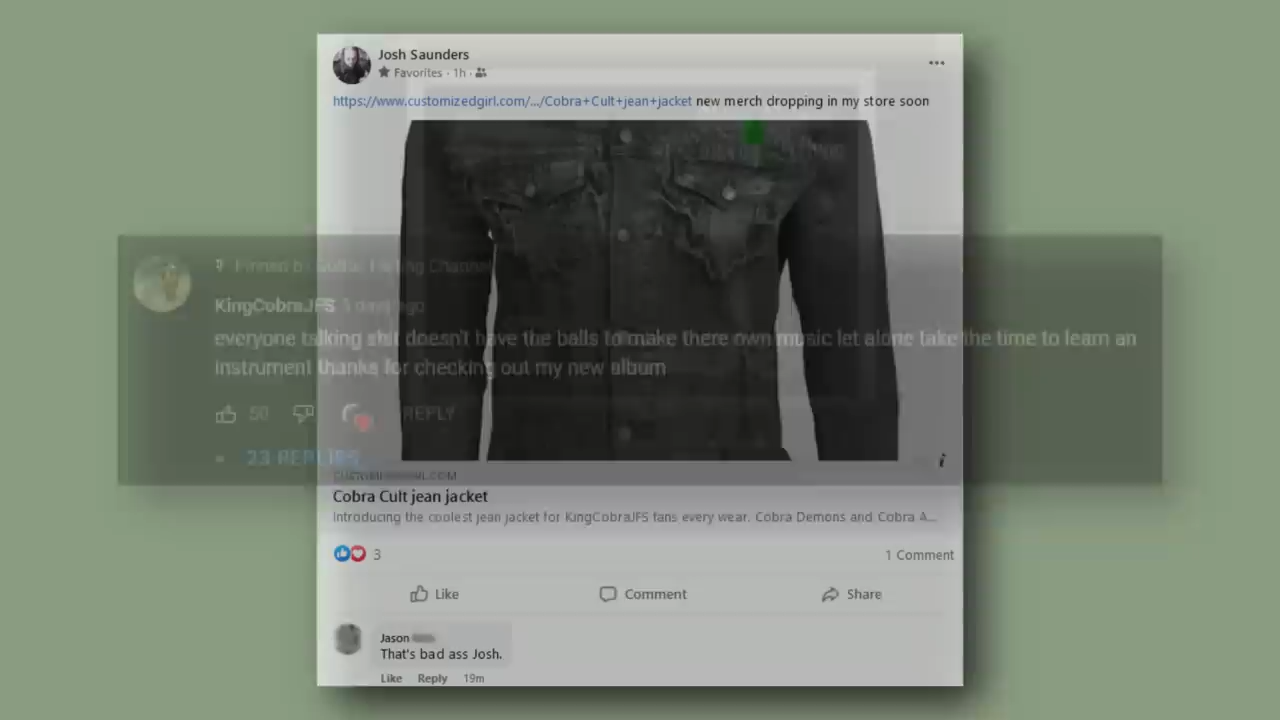 Josh Saunders
Favorites · 1h ·
https://www.customizedgirl.com/.../Cobra+Cult+jean+jacket new merch dropping in my store soon
Pinned by
Channel
KingCobraJFS 3 days ago
everyone talking shit doesn't have the balls to make there own music let alone take the time to learn an
instrument thanks for checking out my new album
50 REPLY
23 REPLIES
CUSTOMIZEDGIRL.COM
Cobra Cult jean jacket
Introducing the coolest jean jacket for KingCobraJFS fans every wear. Cobra Demons and Cobra A...
3 1 Comment
Like Comment Share
Jason
That's bad ass Josh.
Like Reply 19m